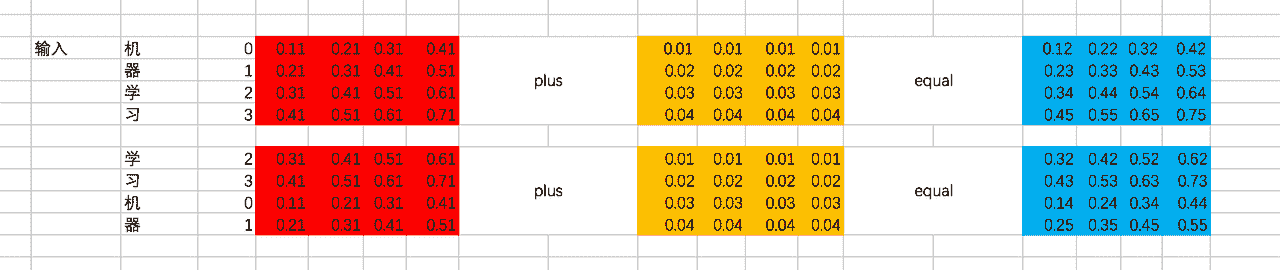 输入 机 0 0.11 0.21 0.31 0.41 0.01 0.01 0.01 0.01 0.12 0.22 0.32 0.42
器 1 0.21 0.31 0.41 0.51 plus 0.02 0.02 0.02 0.02 equal 0.23 0.33 0.43 0.53
学 2 0.31 0.41 0.51 0.61 0.03 0.03 0.03 0.03 0.34 0.44 0.54 0.64
习 3 0.41 0.51 0.61 0.71 0.04 0.04 0.04 0.04 0.45 0.55 0.65 0.75
学 2 0.31 0.41 0.51 0.61 0.01 0.01 0.01 0.01 0.32 0.42 0.52 0.62
习 3 0.41 0.51 0.61 0.71 plus 0.02 0.02 0.02 0.02 equal 0.43 0.53 0.63 0.73
机 0 0.11 0.21 0.31 0.41 0.03 0.03 0.03 0.03 0.14 0.24 0.34 0.44
器 1 0.21 0.31 0.41 0.51 0.04 0.04 0.04 0.04 0.25 0.35 0.45 0.55